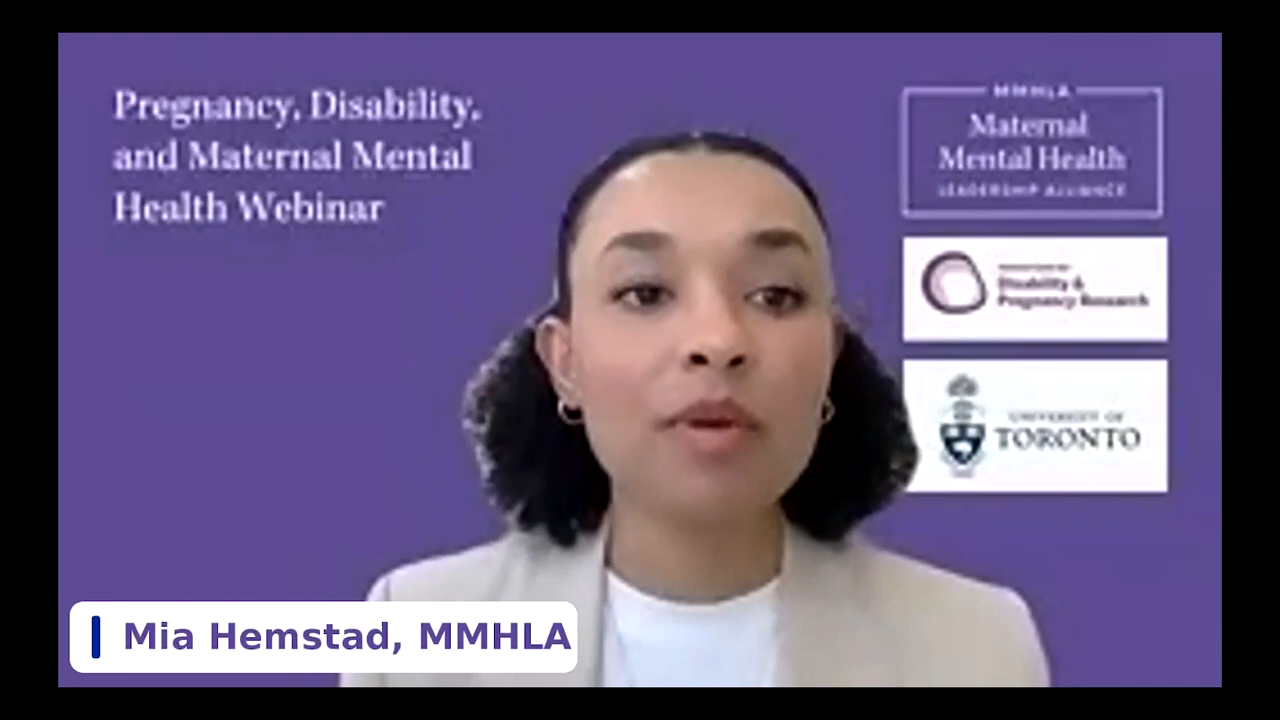 Pregnancy, Disability,
and Maternal Mental
Health Webinar
MMHLA
Maternal
Mental Health
LEADERSHIP ALLIANCE
Disability &
Pregnancy Research
UNIVERSITY OF
TORONTO
Mia Hemstad, MMHLA